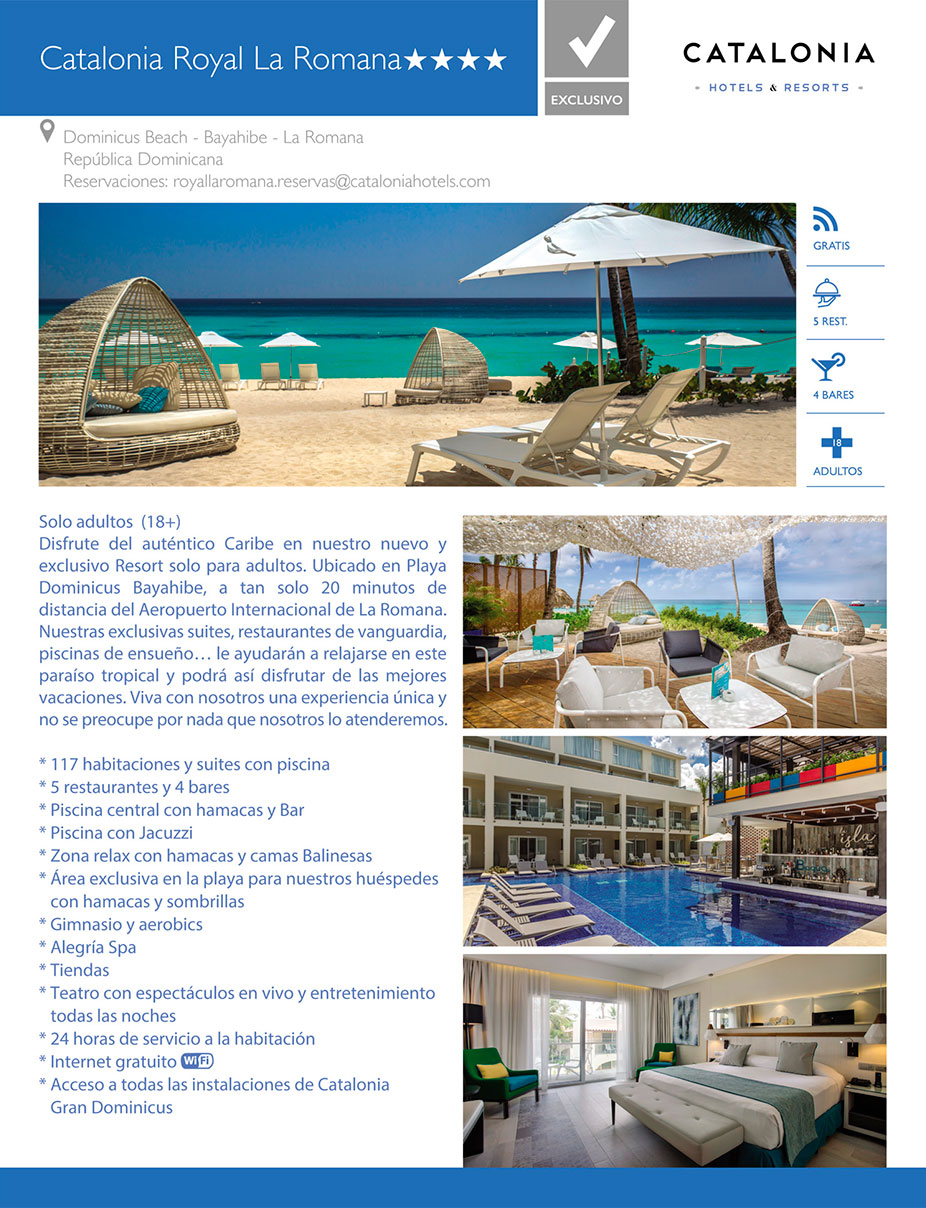 Catalonia Royal La Romana★★★★
EXCLUSIVO
CATALONIA
HOTELS & RESORTS
Dominicus Beach - Bayahibe - La Romana
República Dominicana
Reservaciones: royallaromana.reservas@cataloniahotels.com
GRATIS
5 REST.
4 BARES
18
ADULTOS
Solo adultos (18+)
Disfrute del auténtico Caribe en nuestro nuevo y
exclusivo Resort solo para adultos. Ubicado en Playa
Dominicus Bayahibe, a tan solo 20 minutos de
distancia del Aeropuerto Internacional de La Romana.
Nuestras exclusivas suites, restaurantes de vanguardia,
piscinas de ensueño… le ayudarán a relajarse en este
paraíso tropical y podrá así disfrutar de las mejores
vacaciones. Viva con nosotros una experiencia única y
no se preocupe por nada que nosotros lo atenderemos.
* 117 habitaciones y suites con piscina
* 5 restaurantes y 4 bares
* Piscina central con hamacas y Bar
* Piscina con Jacuzzi
* Zona relax con hamacas y camas Balinesas
* Área exclusiva en la playa para nuestros huéspedes
con hamacas y sombrillas
* Gimnasio y aerobics
* Alegría Spa
* Tiendas
* Teatro con espectáculos en vivo y entretenimiento
todas las noches
* 24 horas de servicio a la habitación
* Internet gratuito WiFi
* Acceso a todas las instalaciones de Catalonia
Gran Dominicus
isla